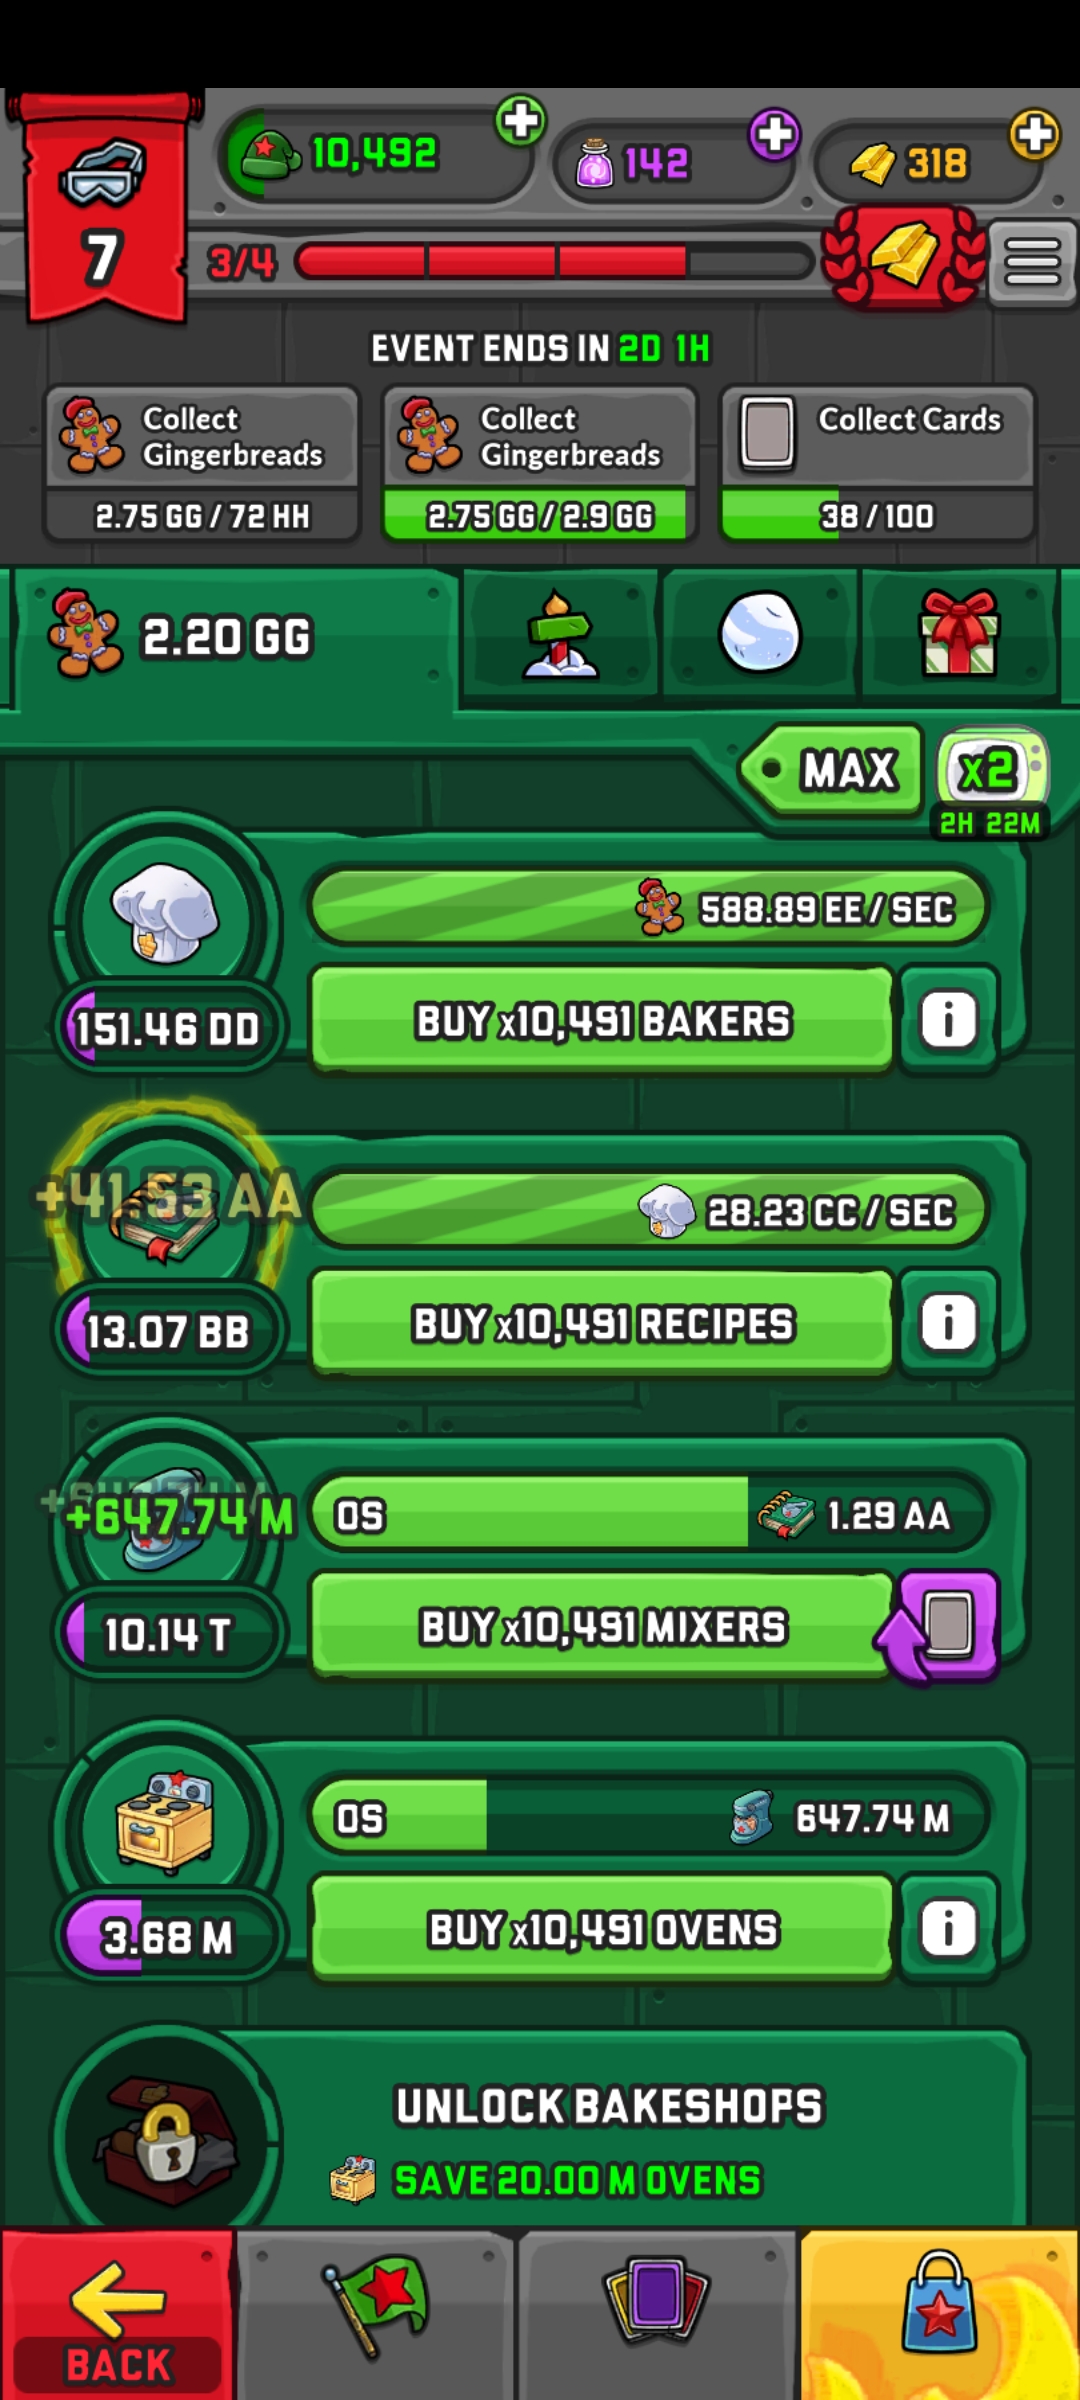 10,492
142
318
7
3/4
EVENT ENDS IN 2D 1H
Collect
Gingerbreads
2.75 GG / 72 HH
Collect
Gingerbreads
2.75 GG / 2.9 GG
Collect Cards
38 / 100
2.20 GG
MAX
x2
2H 22M
588.89 EE / SEC
151.46 DD
BUY x10,491 BAKERS
i
+41.53 AA
28.23 CC / SEC
13.07 BB
BUY x10,491 RECIPES
i
+647.74 M
0S
1.29 AA
10.14 T
BUY x10,491 MIXERS
0S
647.74 M
3.68 M
BUY x10,491 OVENS
i
UNLOCK BAKESHOPS
SAVE 20.00 M OVENS
BACK